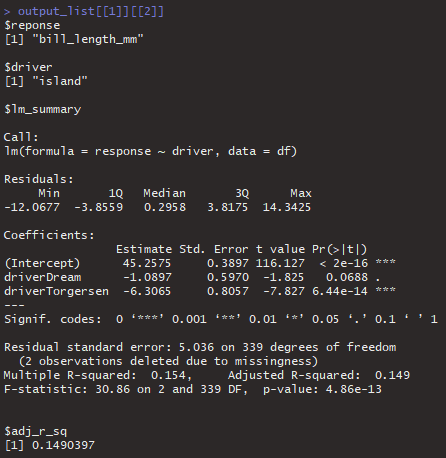 > output_list[[1]][[2]]
$reponse
[1] "bill_length_mm"
$driver
[1] "island"
$lm_summary
Call:
lm(formula = response ~ driver, data = df)
Residuals:
     Min       1Q   Median       3Q      Max
-12.0677  -3.8559   0.2958   3.8175  14.3425
Coefficients:
                Estimate Std. Error t value Pr(>|t|)
(Intercept)      45.2575     0.3897 116.127  < 2e-16 ***
driverDream      -1.0897     0.5970  -1.825   0.0688 .
driverTorgersen  -6.3065     0.8057  -7.827 6.44e-14 ***
---
Signif. codes:  0 ‘***’ 0.001 ‘**’ 0.01 ‘*’ 0.05 ‘.’ 0.1 ‘ ’ 1
Residual standard error: 5.036 on 339 degrees of freedom
  (2 observations deleted due to missingness)
Multiple R-squared:  0.154,	Adjusted R-squared:  0.149
F-statistic: 30.86 on 2 and 339 DF,  p-value: 4.86e-13
$adj_r_sq
[1] 0.1490397